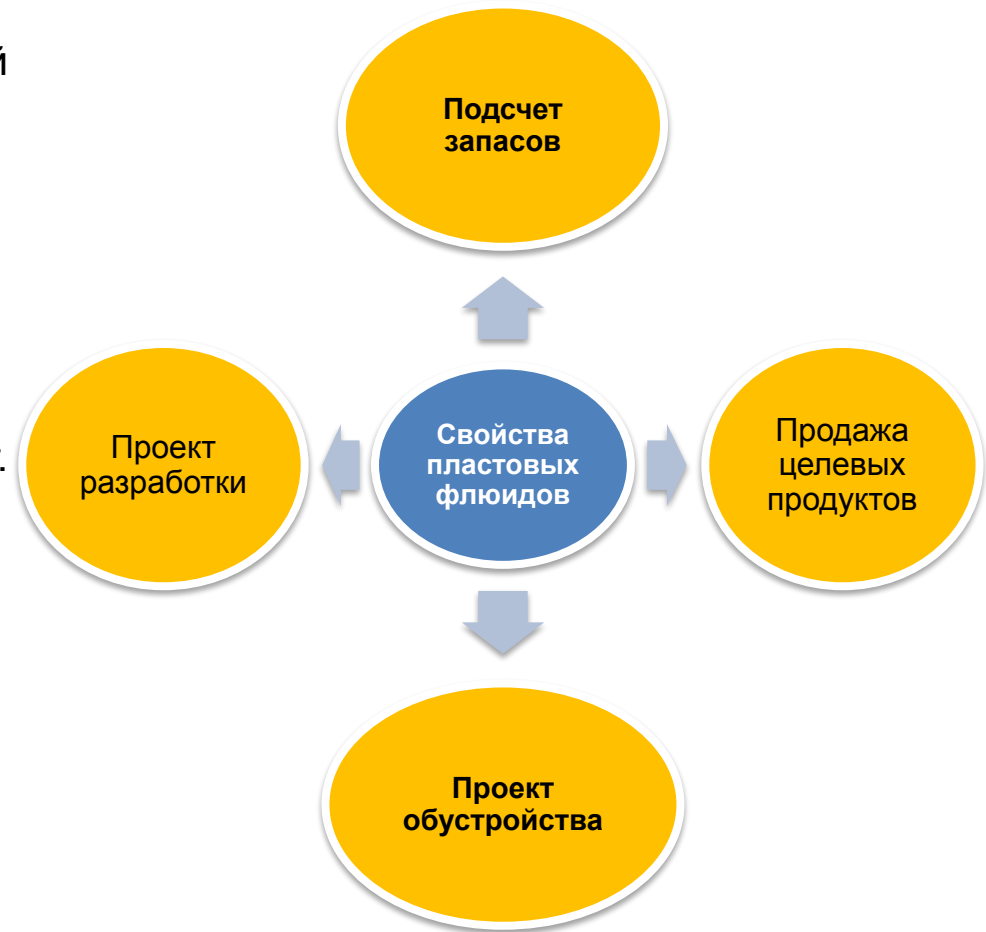 й
Подсчет
запасов
Проект
разработки
Свойства
пластовых
флюидов
Продажа
целевых
продуктов
Проект
обустройства